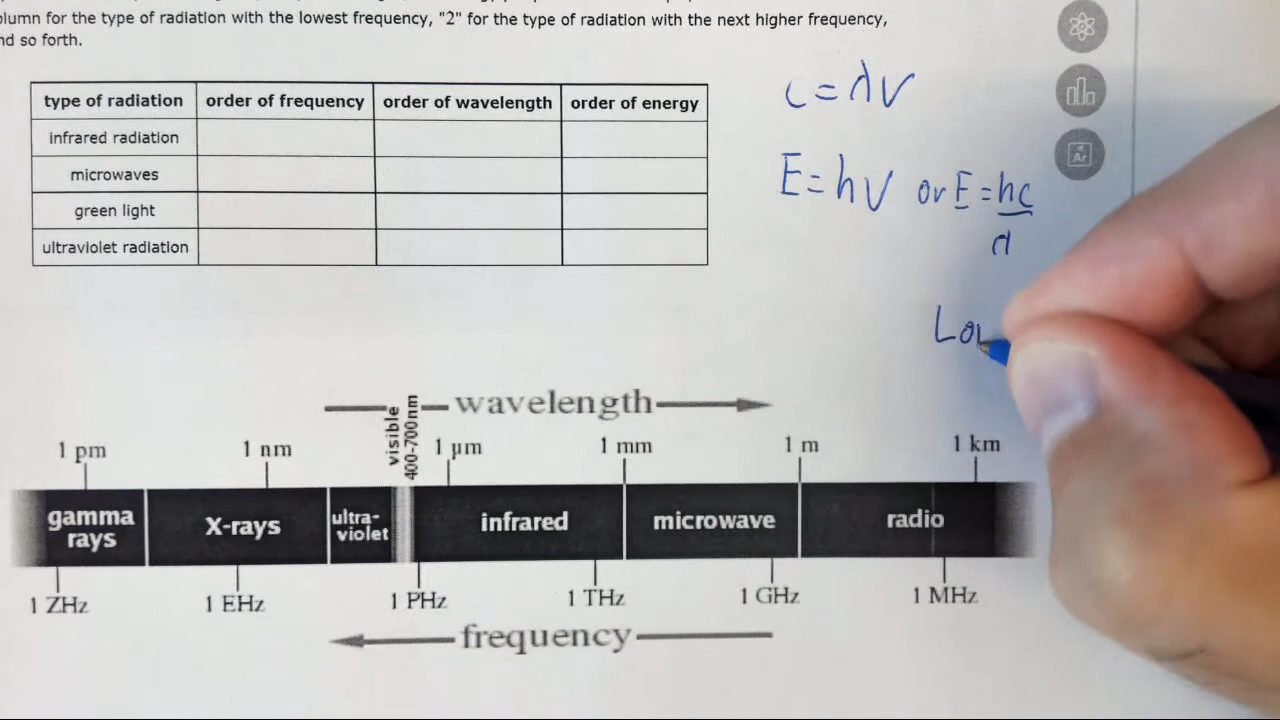 for the type of radiation with the lowest frequency, "2" for the type of radiation with the next higher frequency,
so forth.
type of radiation order of frequency order of wavelength order of energy
infrared radiation
microwaves
green light
ultraviolet radiation
C=λν
E=hν or E=hc
λ
Ar
wavelength
visible
400-700nm
1 pm 1 nm 1 μm 1 mm 1 m 1 km
gamma rays X-rays ultra-violet infrared microwave radio
1 ZHz 1 EHz 1 PHz 1 THz 1 GHz 1 MHz
frequency